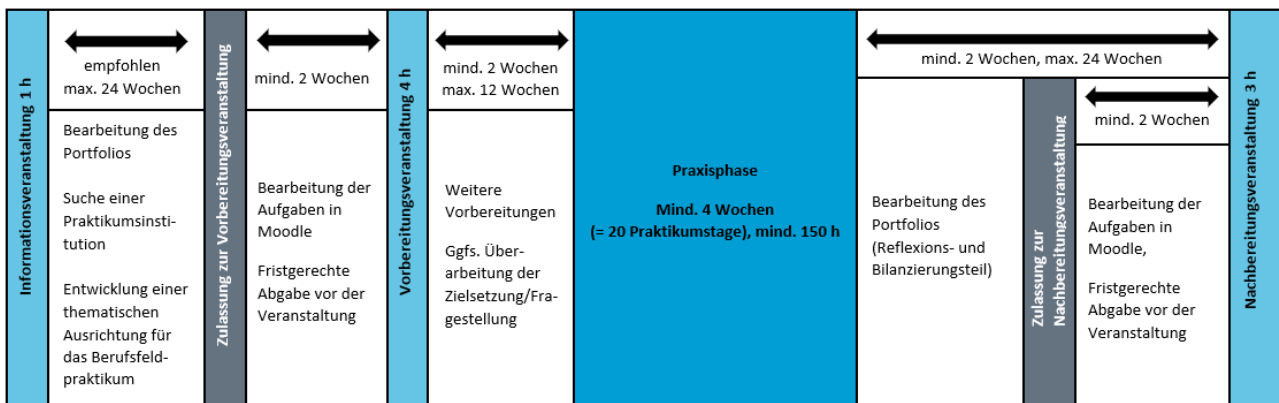 Informationsveranstaltung 1 h
empfohlen
max. 24 Wochen
Bearbeitung des
Portfolios
Suche einer
Praktikumsinsti-
tution
Entwicklung einer
thematischen
Ausrichtung für
das Berufsfeld-
praktikum
Zulassung zur Vorbereitungsveranstaltung
mind. 2 Wochen
Bearbeitung der
Aufgaben in
Moodle
Fristgerechte
Abgabe vor der
Veranstaltung
Vorbereitungsveranstaltung 4 h
mind. 2 Wochen
max. 12 Wochen
Weitere
Vorbereitungen
Ggfs. Über-
arbeitung der
Zielsetzung/Fra-
gestellung
Praxisphase
Mind. 4 Wochen
(= 20 Praktikumstage), mind. 150 h
mind. 2 Wochen, max. 24 Wochen
Bearbeitung des
Portfolios
(Reflexions- und
Bilanzierungsteil)
Zulassung zur
Nachbereitungsveranstaltung
mind. 2 Wochen
Bearbeitung der
Aufgaben in
Moodle,
Fristgerechte
Abgabe vor der
Veranstaltung
Nachbereitungsveranstaltung 3 h